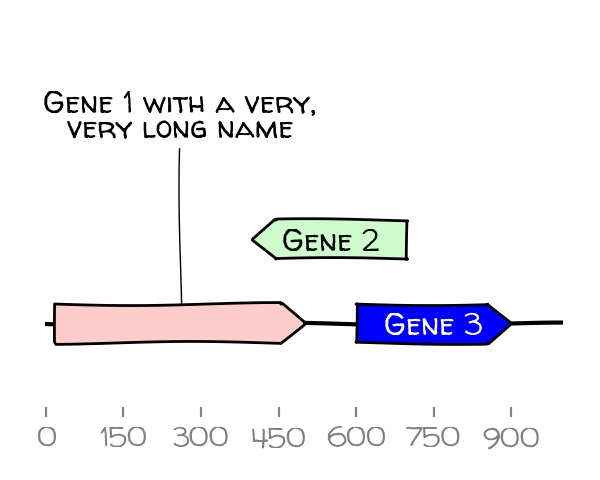 Gene 1 with a very,
very long name
Gene 2
Gene 3
0 150 300 450 600 750 900